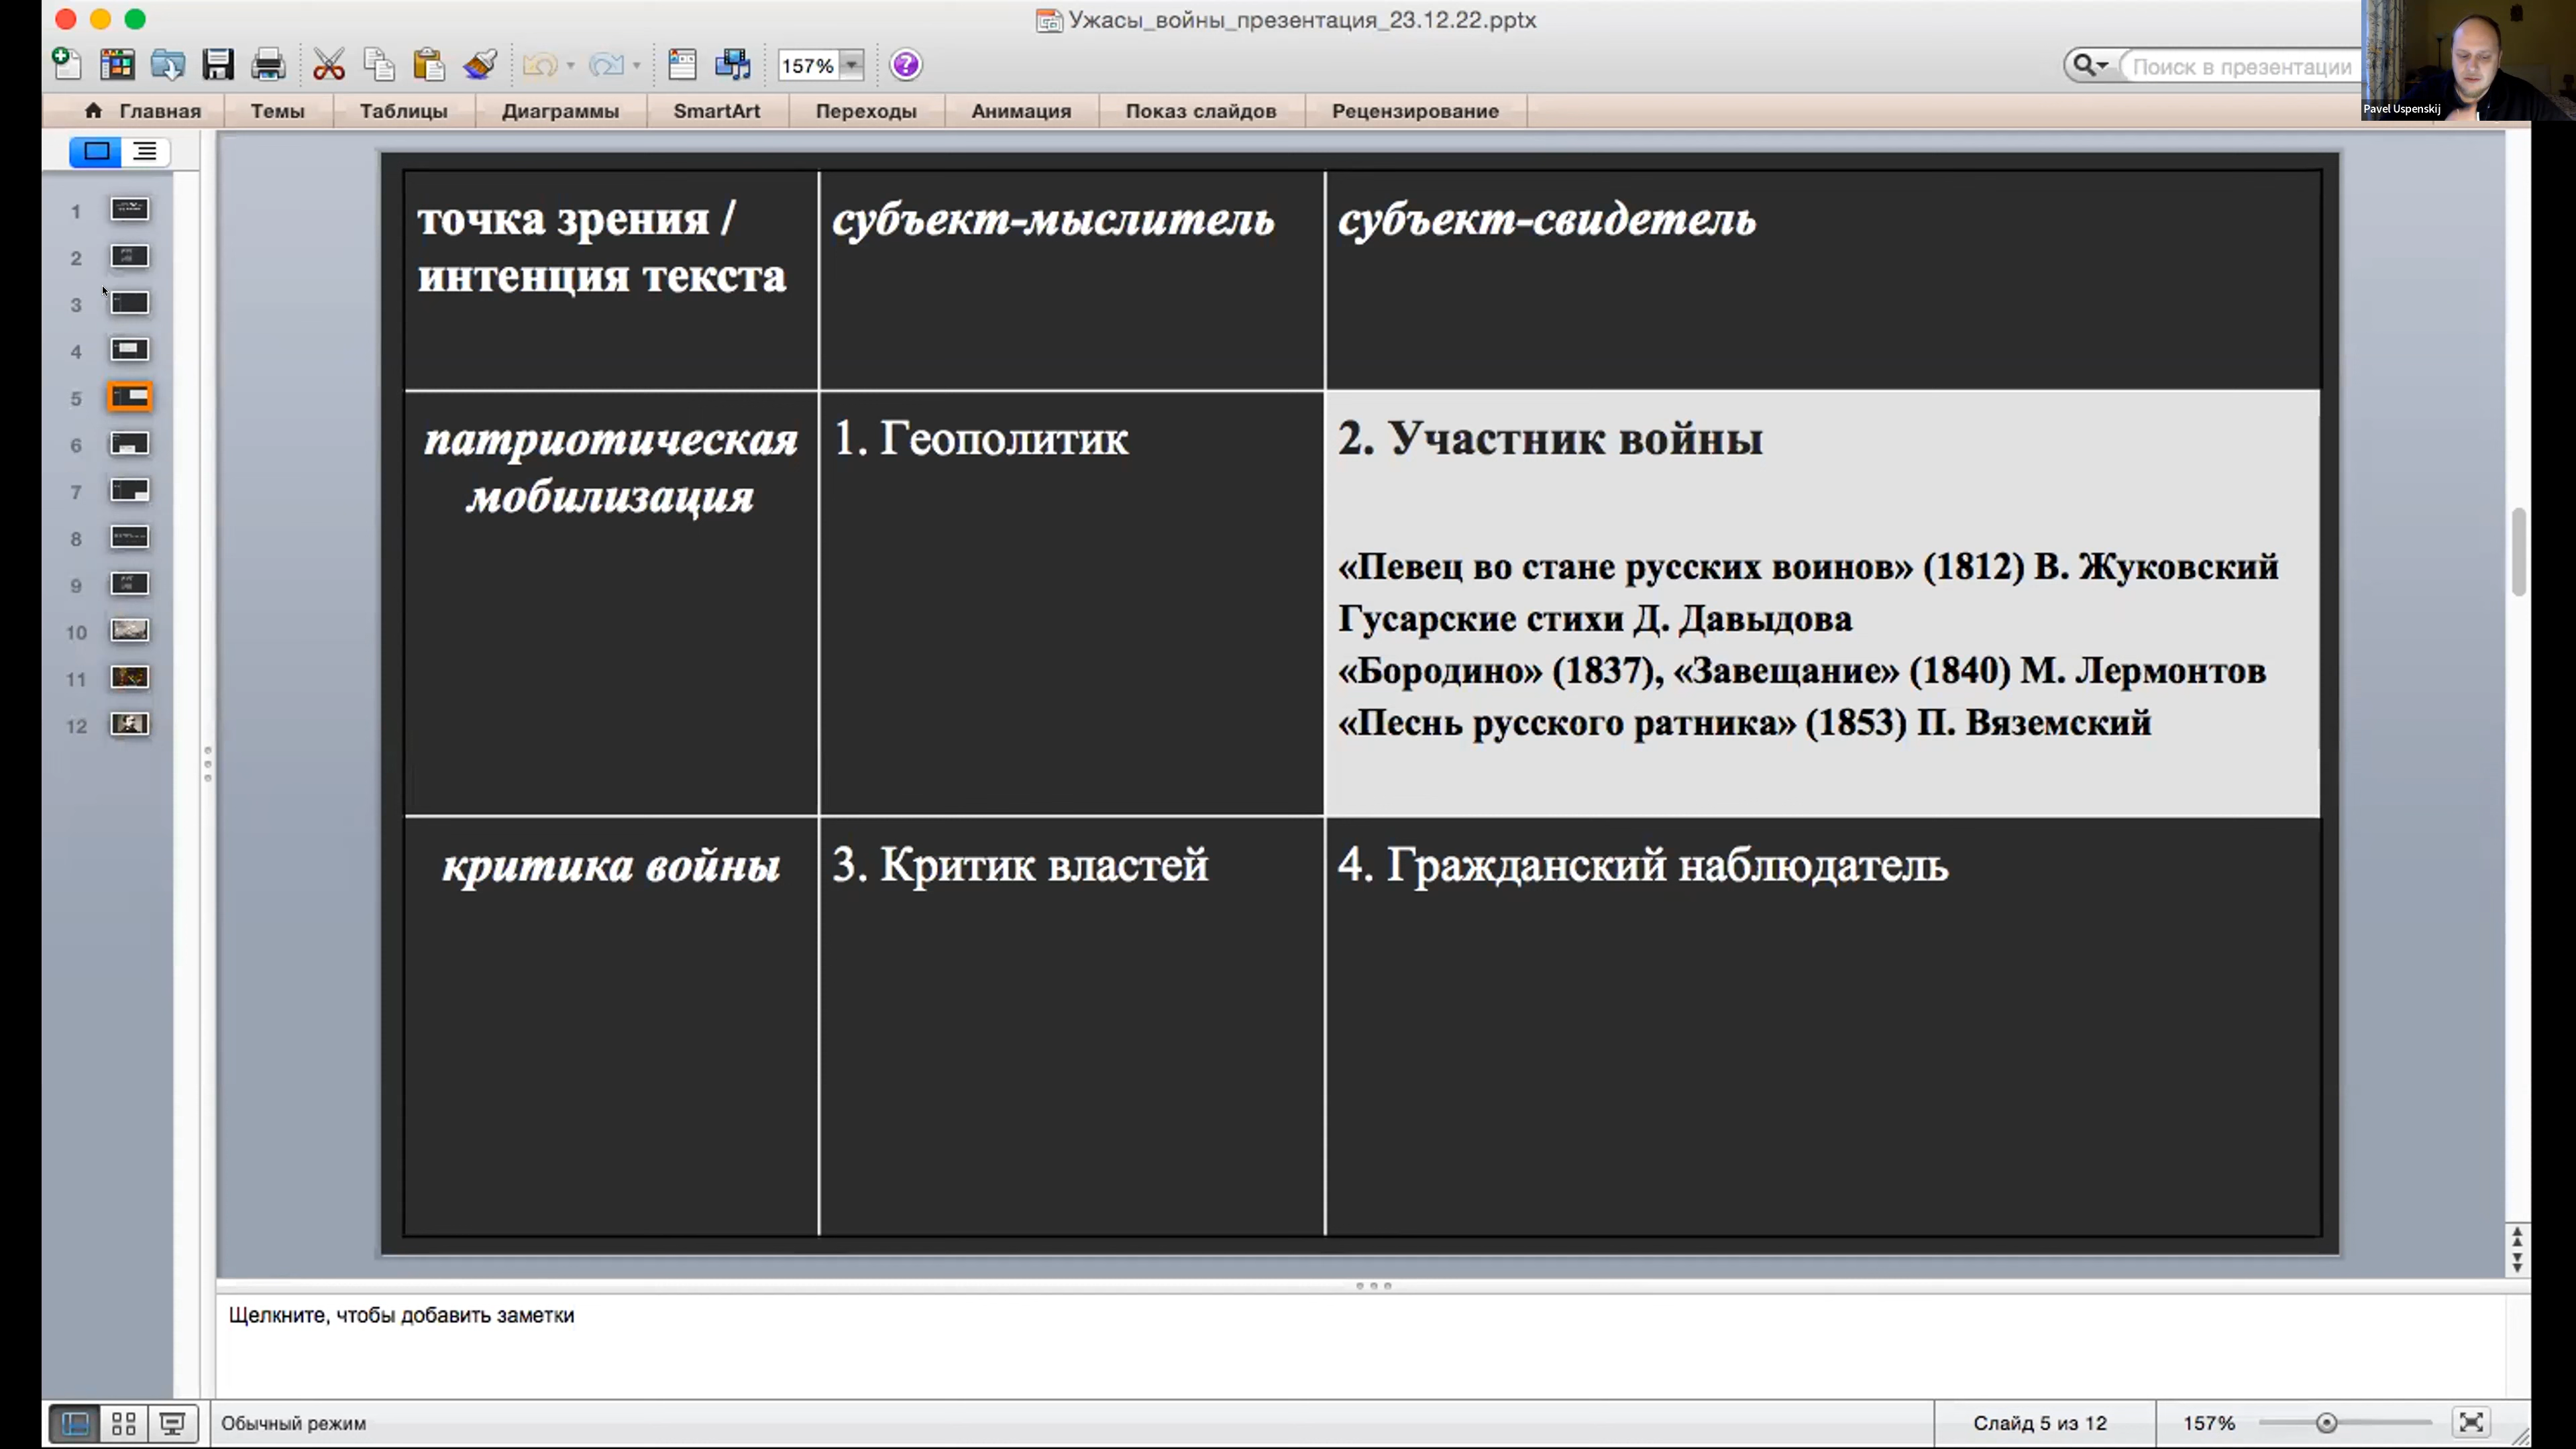 Ужасы_войны_презентация_23.12.22.pptx
157%
Поиск в презентации
Pavel Uspenskij
Главная
Темы
Таблицы
Диаграммы
SmartArt
Переходы
Анимация
Показ слайдов
Рецензирование
1
2
3
4
5
6
7
8
9
10
11
12
точка зрения /
интенция текста
субъект-мыслитель
субъект-свидетель
патриотическая
мобилизация
1. Геополитик
2. Участник войны
«Певец во стане русских воинов» (1812) В. Жуковский
Гусарские стихи Д. Давыдова
«Бородино» (1837), «Завещание» (1840) М. Лермонтов
«Песнь русского ратника» (1853) П. Вяземский
критика войны
3. Критик властей
4. Гражданский наблюдатель
Щелкните, чтобы добавить заметки
Обычный режим
Слайд 5 из 12
157%